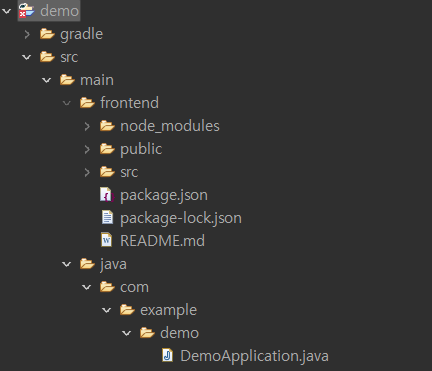 demo
gradle
src
main
frontend
node_modules
public
src
package.json
package-lock.json
README.md
java
com
example
demo
DemoApplication.java